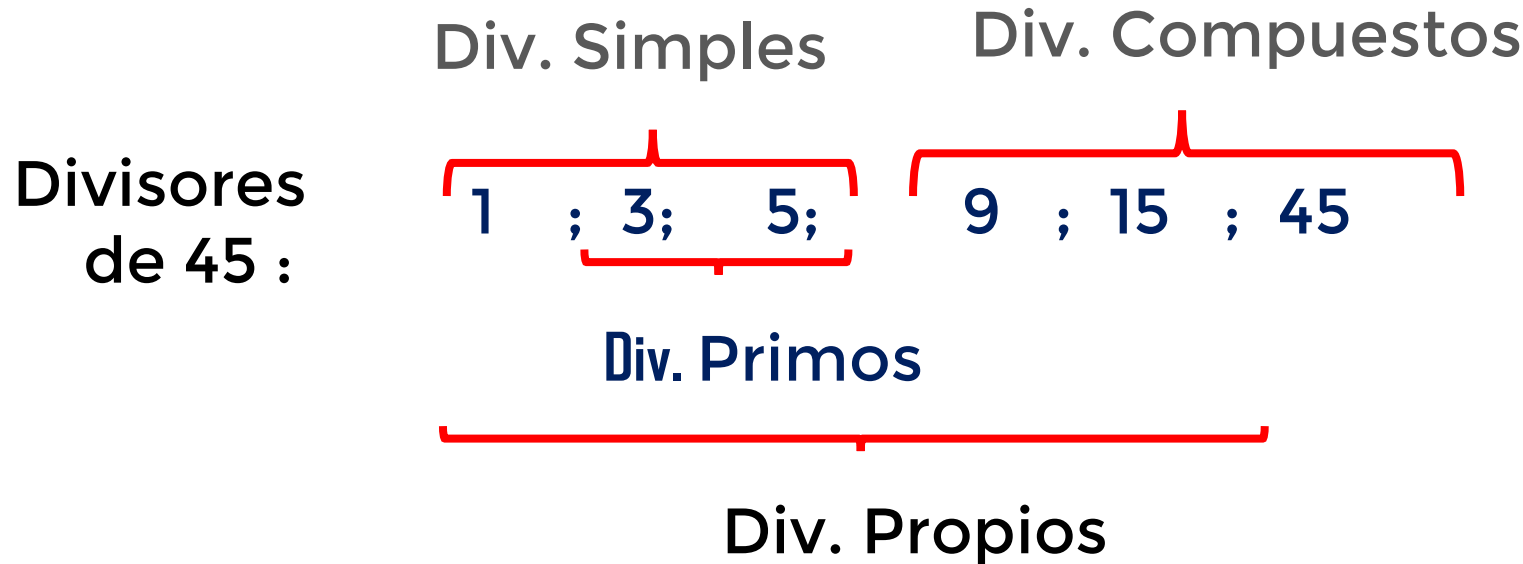 Div. Simples
Div. Compuestos
Divisores
de 45 :
1 ; 3; 5; 9 ; 15 ; 45
Div. Primos
Div. Propios